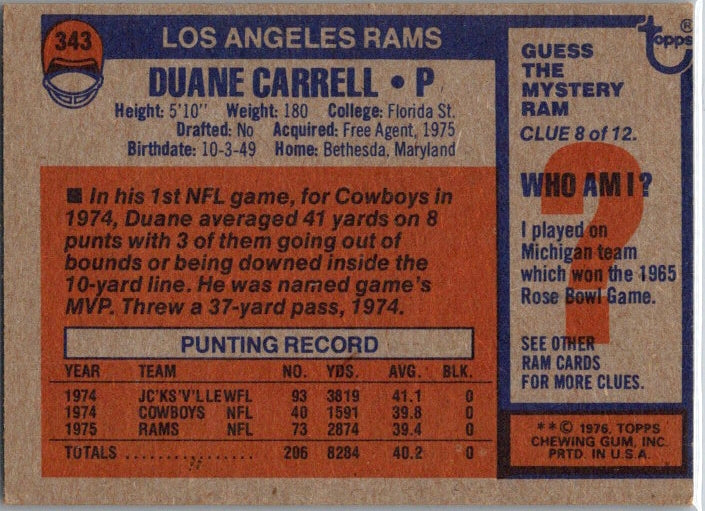 343
LOS ANGELES RAMS
DUANE CARRELL • P
Height: 5'10" Weight: 180 College: Florida St.
Drafted: No Acquired: Free Agent, 1975
Birthdate: 10-3-49 Home: Bethesda, Maryland
■ In his 1st NFL game, for Cowboys in
1974, Duane averaged 41 yards on 8
punts with 3 of them going out of
bounds or being downed inside the
10-yard line. He was named game's
MVP. Threw a 37-yard pass, 1974.
PUNTING RECORD
YEAR TEAM NO. YDS. AVG. BLK.
1974 JC'KS'V'LLE WFL 93 3819 41.1 0
1974 COWBOYS NFL 40 1591 39.8 0
1975 RAMS NFL 73 2874 39.4 0
TOTALS ................ 206 8284 40.2 0
topps®
GUESS
THE
MYSTERY
RAM
CLUE 8 of 12.
?
WHO AM I?
I played on
Michigan team
which won the 1965
Rose Bowl Game.
SEE OTHER
RAM CARDS
FOR MORE CLUES.
**© 1976, TOPPS
CHEWING GUM, INC.
PRTD. IN U.S.A.